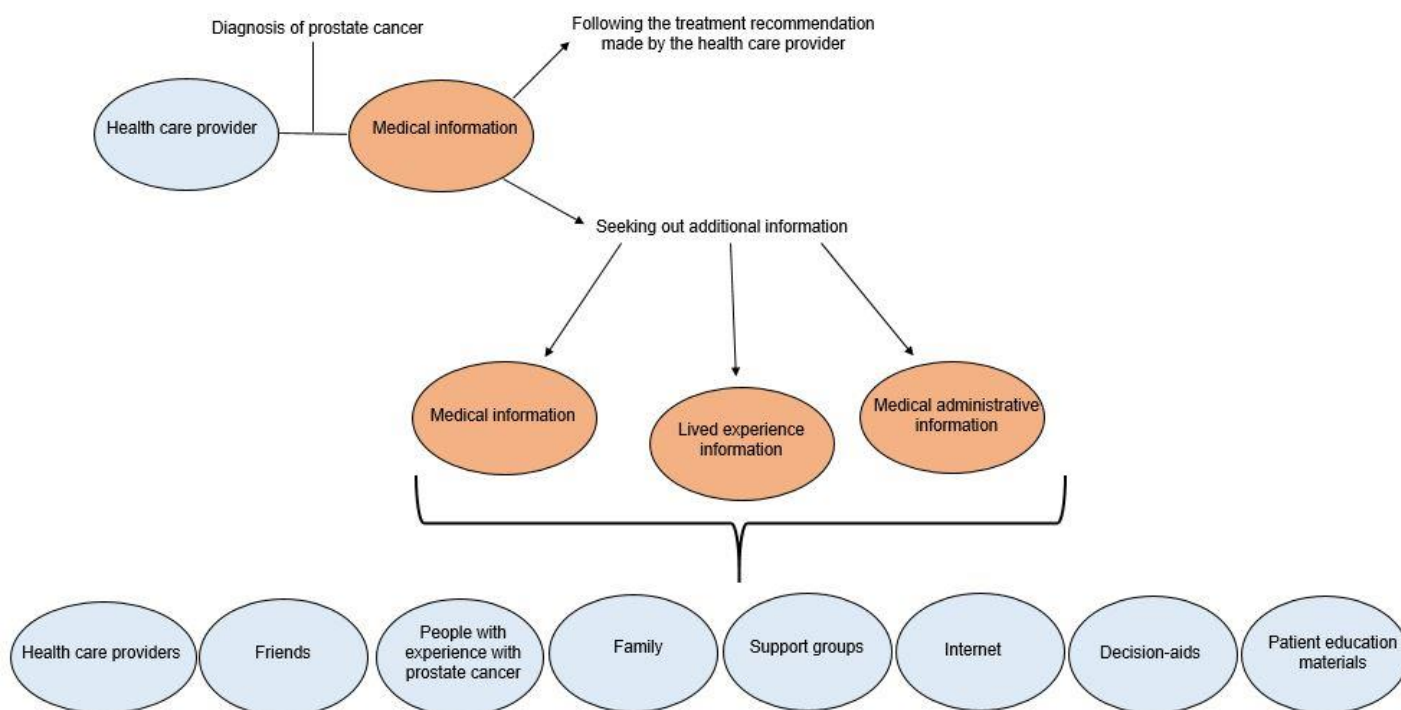 Diagnosis of prostate cancer
Following the treatment recommendation
made by the health care provider
Health care provider
Medical information
Seeking out additional information
Medical information
Lived experience
information
Medical administrative
information
Health care providers
Friends
People with
experience with
prostate cancer
Family
Support groups
Internet
Decision-aids
Patient education
materials